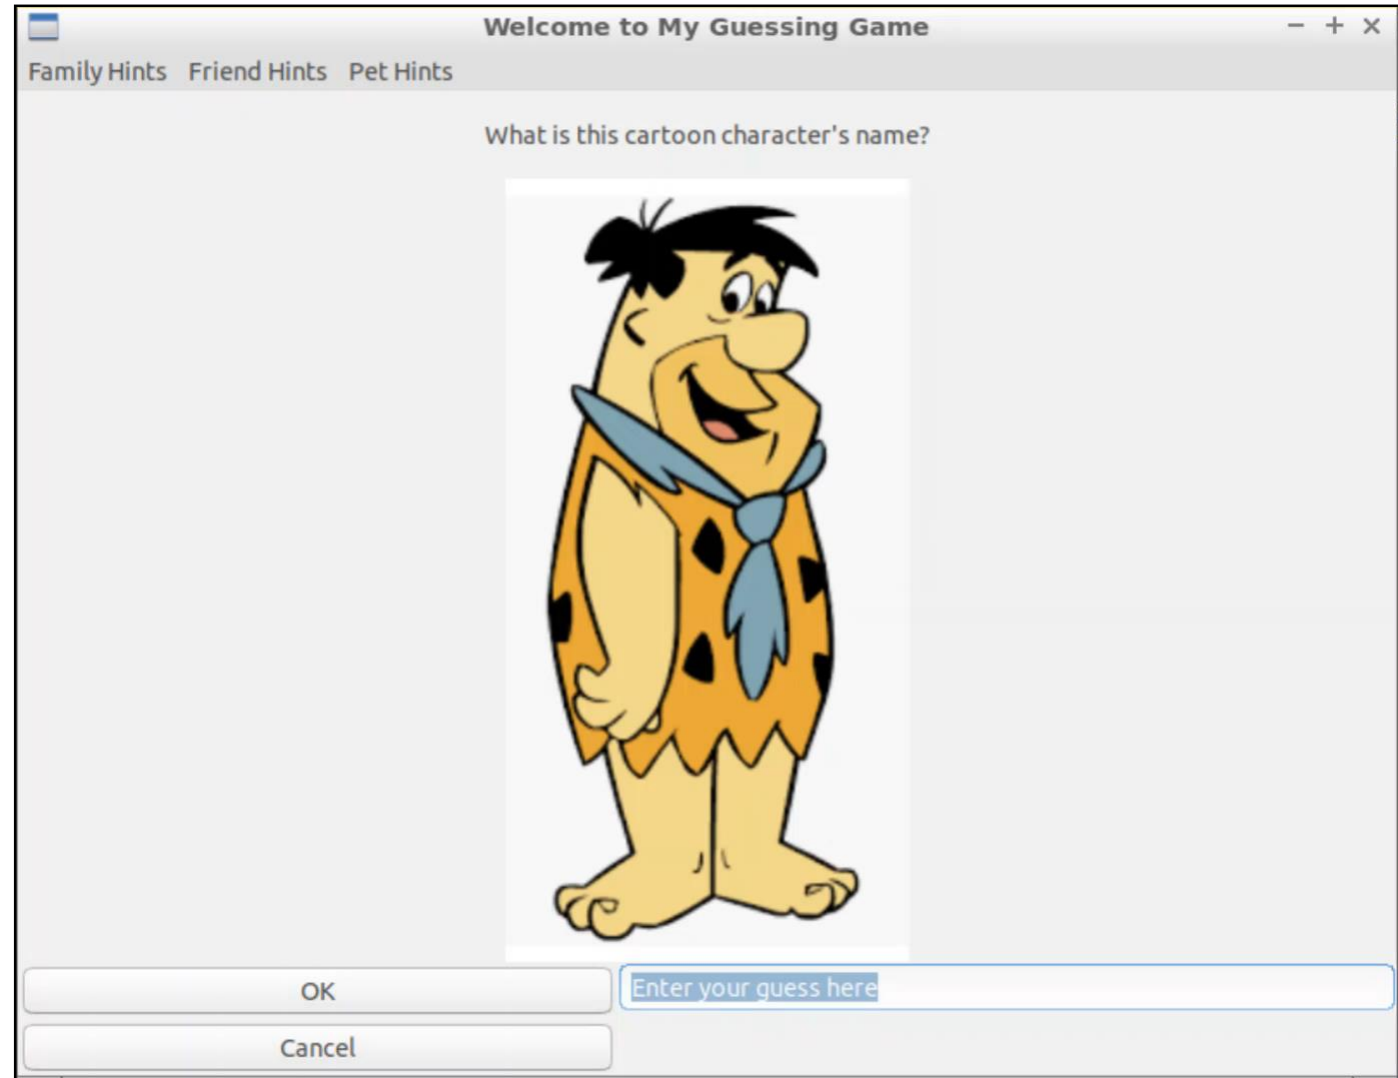 Welcome to My Guessing Game
Family Hints Friend Hints Pet Hints
What is this cartoon character's name?
OK
Enter your guess here
Cancel